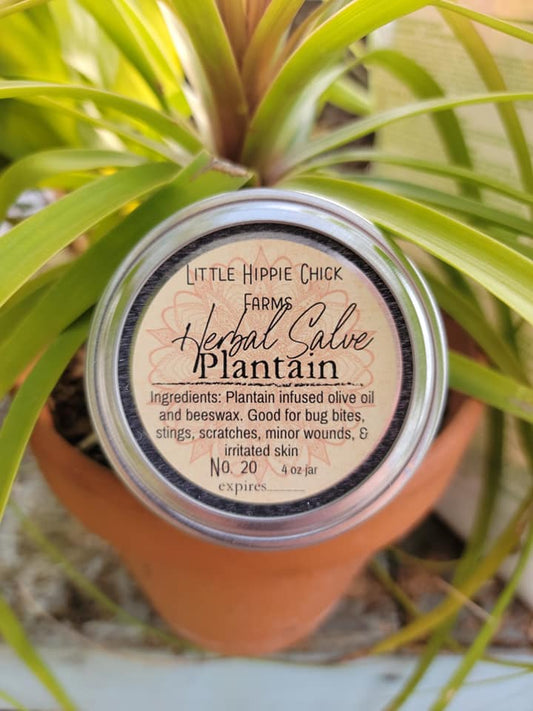 Little Hippie Chick
Farms
Herbal Salve
Plantain
Ingredients: Plantain infused olive oil
and beeswax. Good for bug bites,
stings, scratches, minor wounds, &
irritated skin
No. 20 4 oz jar
expires